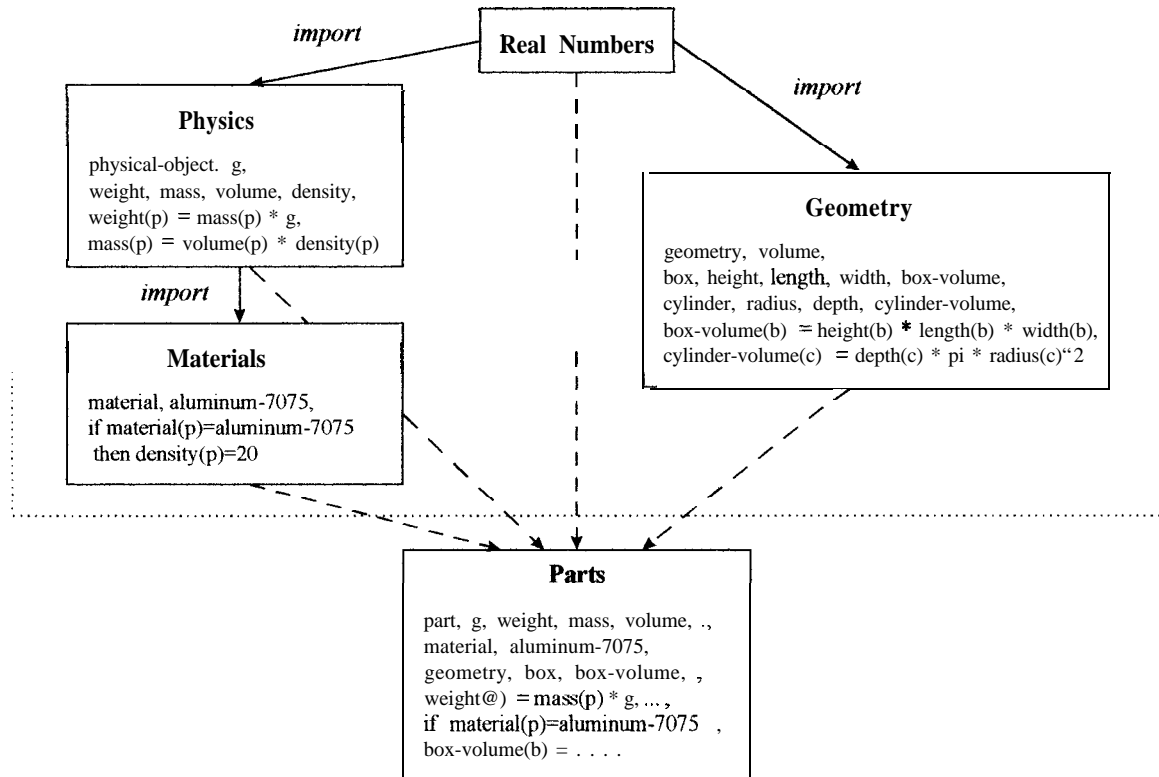 import
Real Numbers
import
Physics
physical-object. g,
weight, mass, volume, density,
weight(p) = mass(p) * g,
mass(p) = volume(p) * density(p)
Geometry
geometry, volume,
box, height, length, width, box-volume,
cylinder, radius, depth, cylinder-volume,
box-volume(b) = height(b) * length(b) * width(b),
cylinder-volume(c) = depth(c) * pi * radius(c)“2
import
Materials
material, aluminum-7075,
if material(p)=aluminum-7075
then density(p)=20
Parts
part, g, weight, mass, volume, .,
material, aluminum-7075,
geometry, box, box-volume, ,
weight@) = mass(p) * g, ... ,
if material(p)=aluminum-7075 ,
box-volume(b) = . . . .